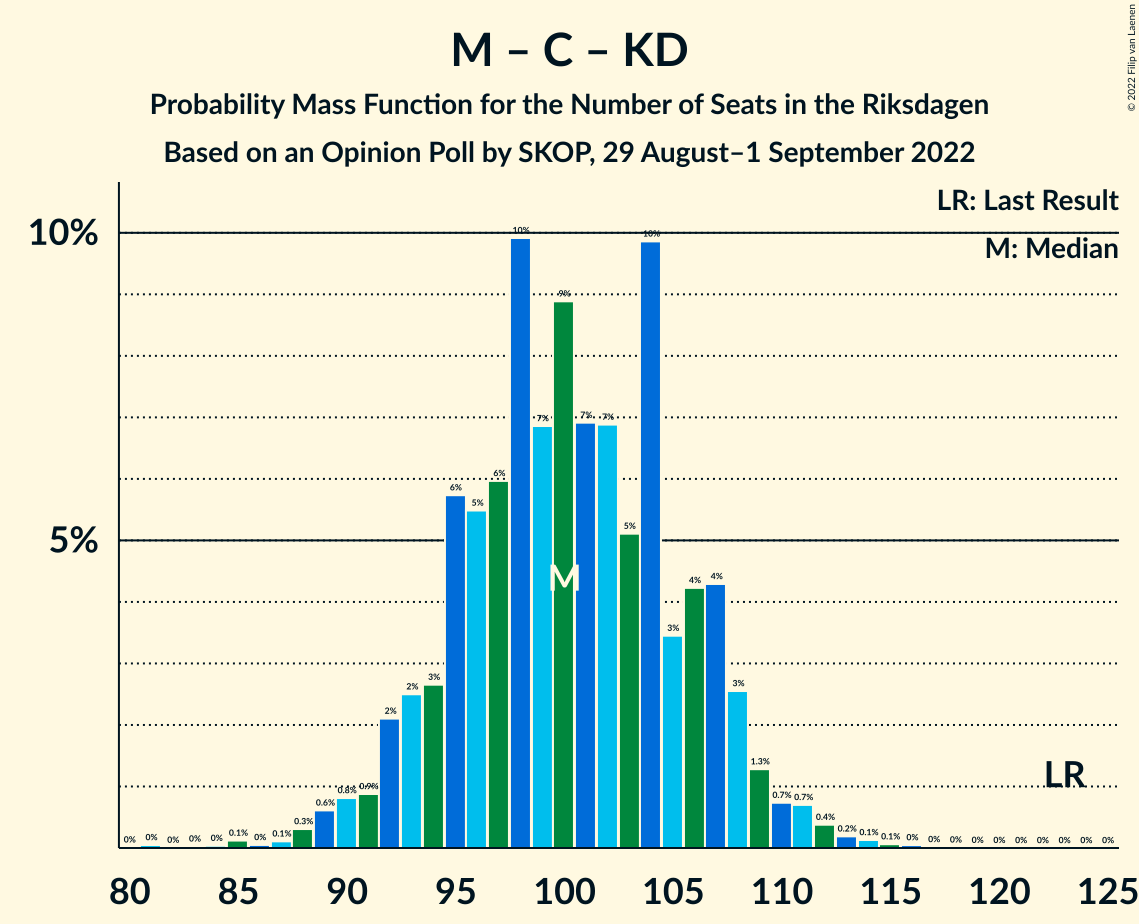 © 2022 Filip van Laenen
M – C – KD
Probability Mass Function for the Number of Seats in the Riksdagen
Based on an Opinion Poll by SKOP, 29 August–1 September 2022
LR: Last Result
M: Median
10%
5%
0% 0% 0% 0% 0% 0.1% 0% 0.1% 0.3% 0.6% 0.8% 0.9% 2% 2% 3% 6% 5% 6% 10% 7% 9% 7% 7% 5% 10% 3% 4% 4% 3% 1.3% 0.7% 0.7% 0.4% 0.2% 0.1% 0.1% 0% 0% 0% 0% 0% 0% 0% 0% 0% 0%
M
LR
80 85 90 95 100 105 110 115 120 125